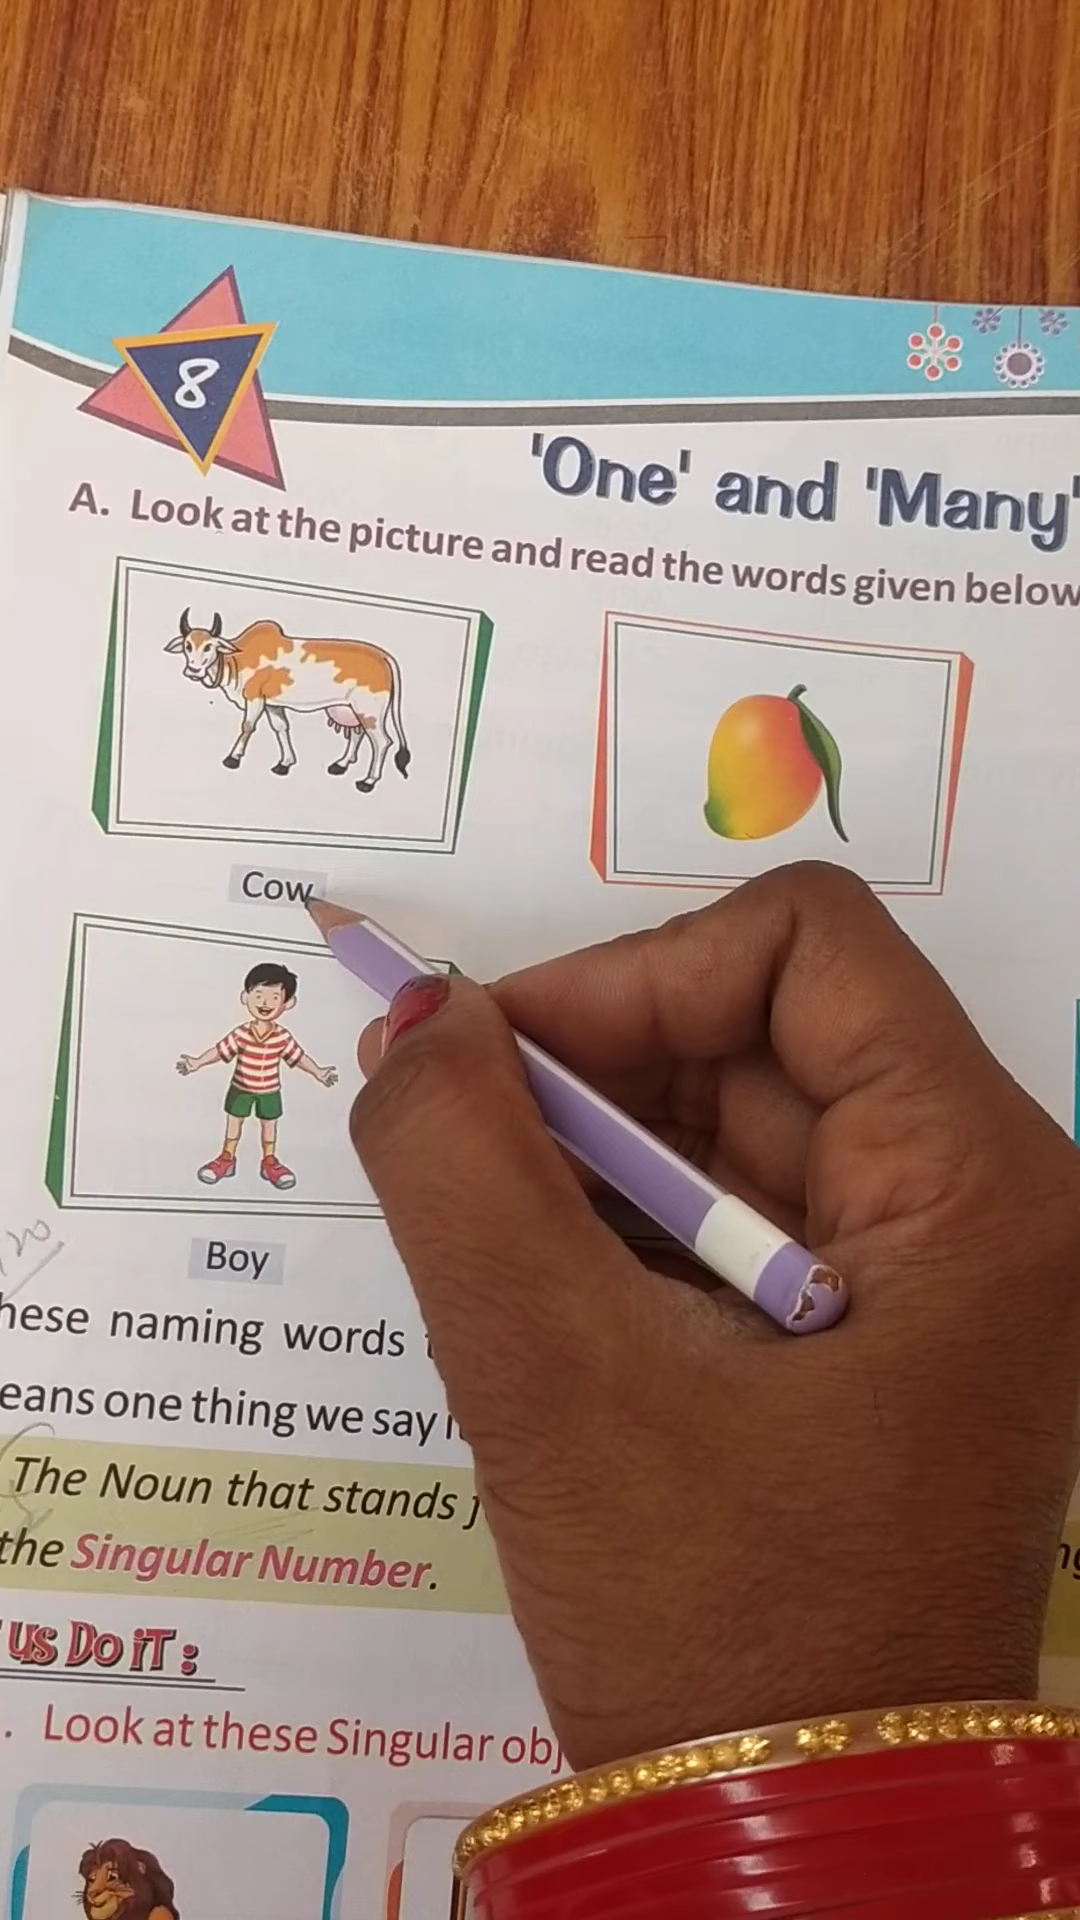 8
'One' and 'Many'
A. Look at the picture and read the words given below
Cow
Boy
hese naming words
eans one thing we say
The Noun that stands
the Singular Number.
us Do iT :
. Look at these Singular obj